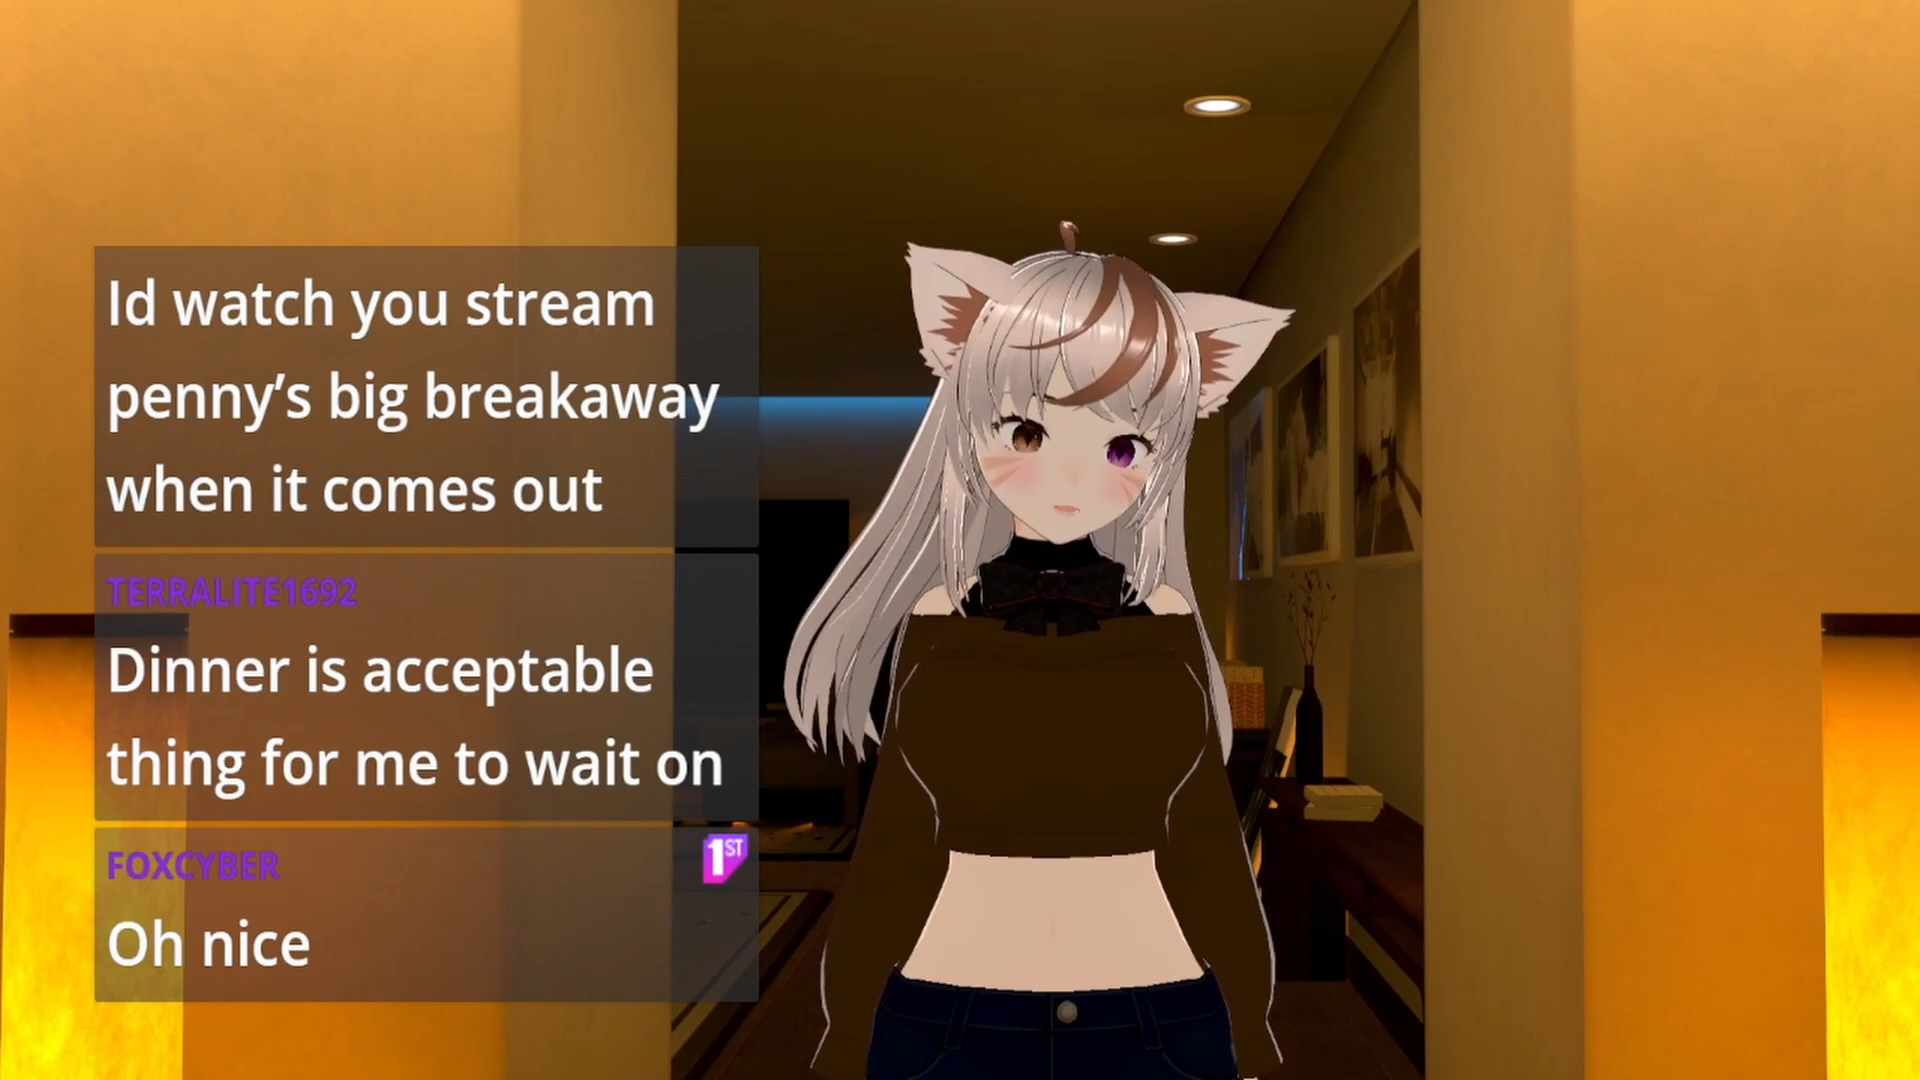 Id watch you stream
penny’s big breakaway
when it comes out
TERRALITE1692
Dinner is acceptable
thing for me to wait on
FOXCYBER
1ST
Oh nice